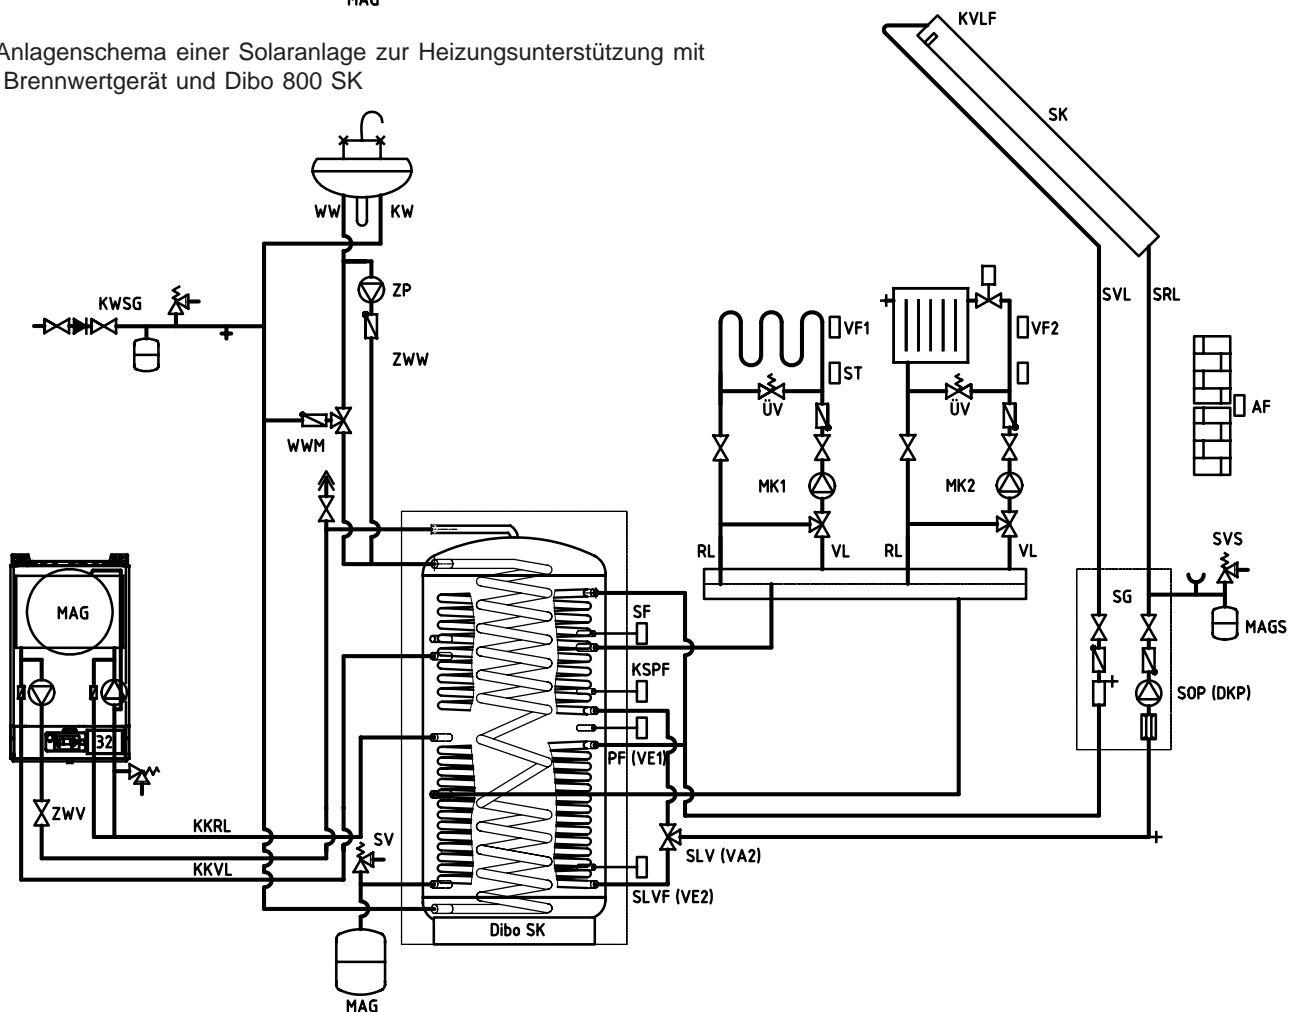 MAG
Anlagenschema einer Solaranlage zur Heizungsunterstützung mit
Brennwertgerät und Dibo 800 SK
KVLF
SK
WW
KW
KWSG
ZP
ZWW
WWM
SVL
SRL
VF1
VF2
ST
ÜV
ÜV
AF
MK1
MK2
RL
VL
RL
VL
SVS
SG
MAGS
SOP (DKP)
MAG
SF
KSPF
PF (VE1)
32
ZWV
KKRL
SV
KKVL
SLV (VA2)
SLVF (VE2)
Dibo SK
MAG